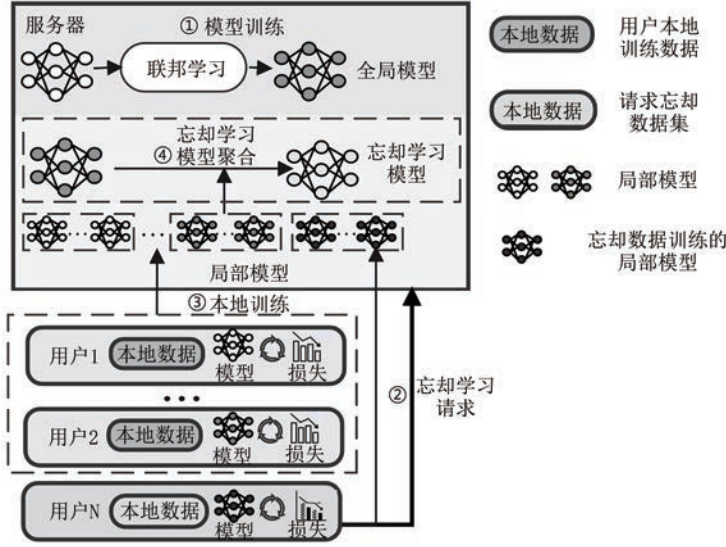 服务器
① 模型训练
联邦学习
全局模型
忘却学习
④ 模型聚合
忘却学习
模型
局部模型
③ 本地训练
用户1
本地数据
模型
损失
用户2
本地数据
模型
损失
用户N
本地数据
模型
损失
②
忘却学习
请求
本地数据
用户本地
训练数据
本地数据
请求忘却
数据集
局部模型
忘却数据训练的
局部模型